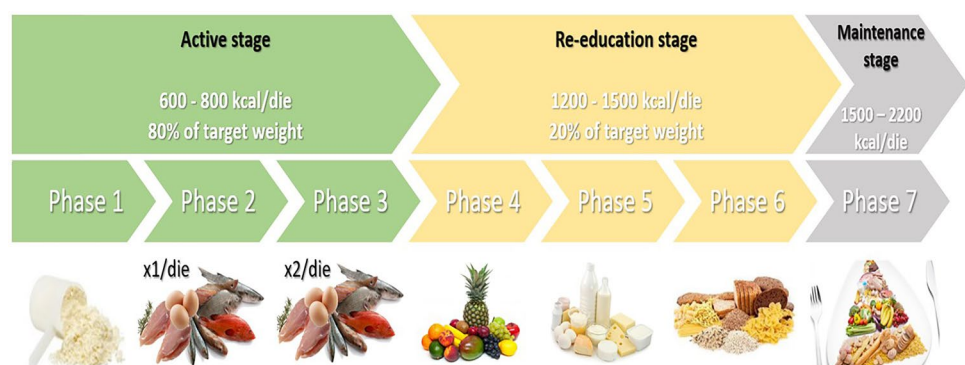 Active stage
600 - 800 kcal/die
80% of target weight
Re-education stage
1200 - 1500 kcal/die
20% of target weight
Maintenance
stage
1500 – 2200
kcal/die
Phase 1
Phase 2
Phase 3
Phase 4
Phase 5
Phase 6
Phase 7
x1/die
x2/die